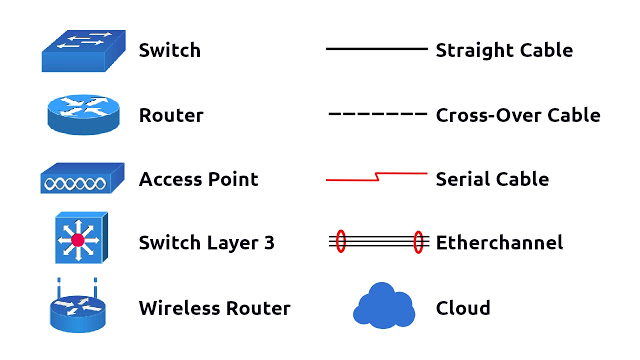 Switch
Straight Cable
Router
Cross-Over Cable
Access Point
Serial Cable
Switch Layer 3
Etherchannel
Wireless Router
Cloud